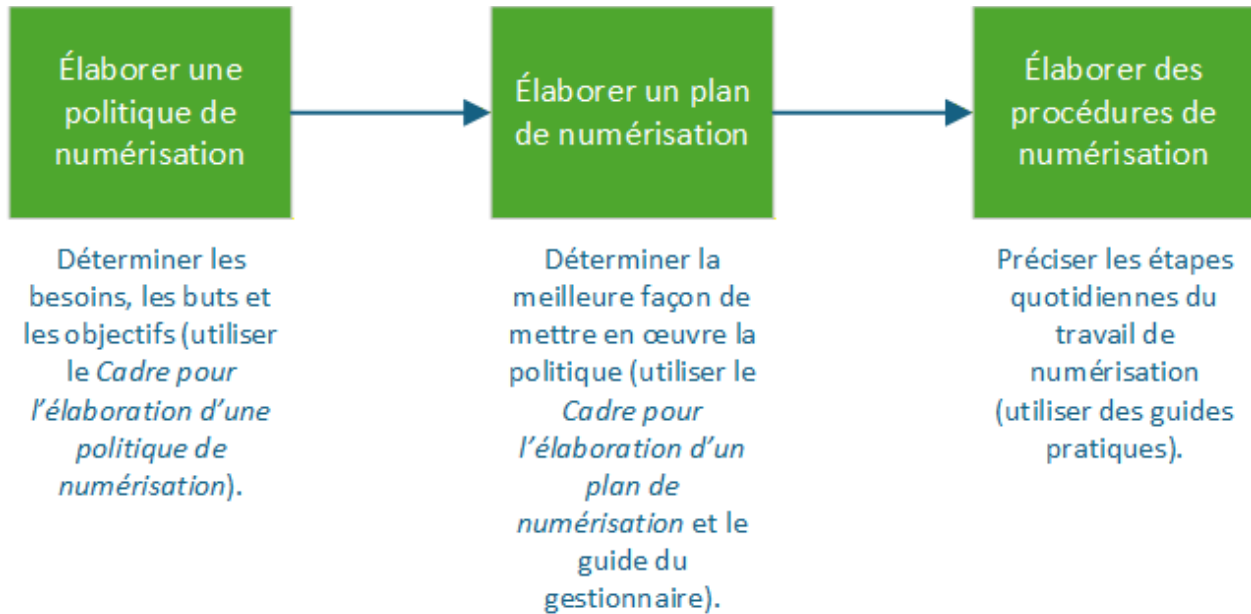 Élaborer une
politique de
numérisation
Élaborer un plan
de numérisation
Élaborer des
procédures de
numérisation
Déterminer les
besoins, les buts et
les objectifs (utiliser
le Cadre pour
l’élaboration d’une
politique de
numérisation).
Déterminer la
meilleure façon de
mettre en œuvre la
politique (utiliser le
Cadre pour
l’élaboration d’un
plan de
numérisation et le
guide du
gestionnaire).
Préciser les étapes
quotidiennes du
travail de
numérisation
(utiliser des guides
pratiques).